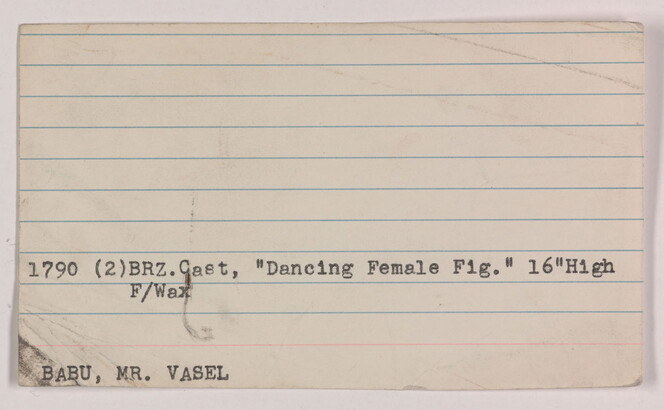 1790 (2)BRZ.Cast, "Dancing Female Fig." 16"High
F/Wax
BABU, MR. VASEL